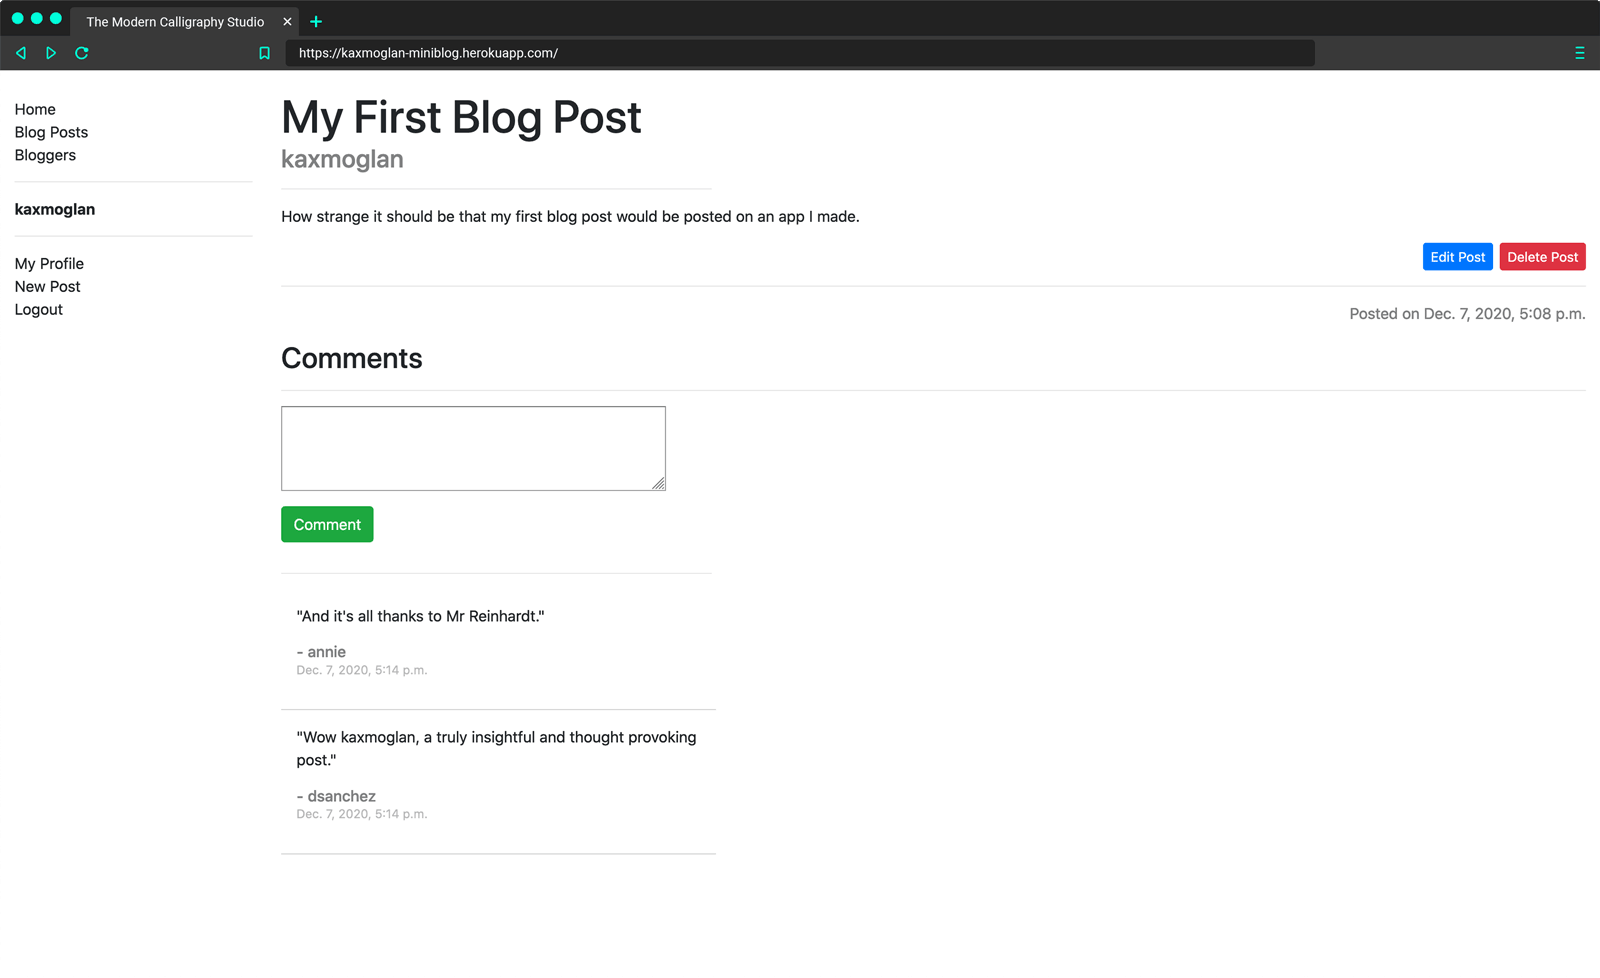 The Modern Calligraphy Studio
https://kaxmoglan-miniblog.herokuapp.com/
Home
Blog Posts
Bloggers
kaxmoglan
My Profile
New Post
Logout
My First Blog Post
kaxmoglan
How strange it should be that my first blog post would be posted on an app I made.
Edit Post Delete Post
Posted on Dec. 7, 2020, 5:08 p.m.
Comments
Comment
"And it's all thanks to Mr Reinhardt."
- annie
Dec. 7, 2020, 5:14 p.m.
"Wow kaxmoglan, a truly insightful and thought provoking
post."
- dsanchez
Dec. 7, 2020, 5:14 p.m.